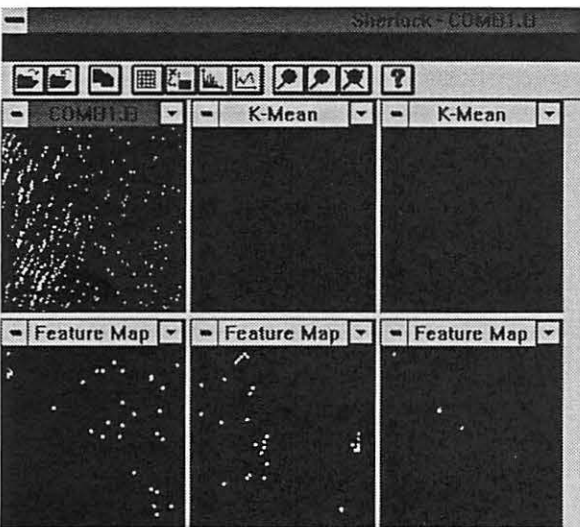 Sherlock - COMB1.B
?
COMB1.B K-Mean K-Mean
Feature Map Feature Map Feature Map